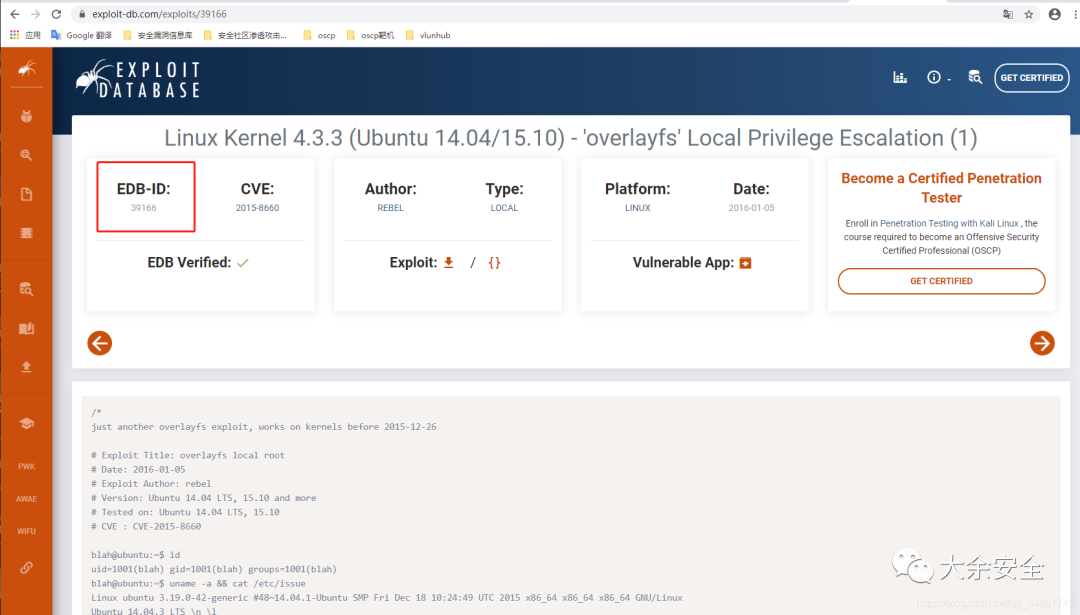 exploit-db.com/exploits/39166
应用 Google 翻译 安全漏洞信息库 安全社区渗透攻击... oscp oscp靶机 vlunhub
EXPLOIT
DATABASE
GET CERTIFIED
Linux Kernel 4.3.3 (Ubuntu 14.04/15.10) - 'overlayfs' Local Privilege Escalation (1)
EDB-ID:
39166
CVE:
2015-8660
EDB Verified:
Author:
REBEL
Type:
LOCAL
Exploit: / {}
Platform:
LINUX
Date:
2016-01-05
Vulnerable App:
Become a Certified Penetration
Tester
Enroll in Penetration Testing with Kali Linux , the
course required to become an Offensive Security
Certified Professional (OSCP)
GET CERTIFIED
PWK
AWAE
WIFU
/*
just another overlayfs exploit, works on kernels before 2015-12-26
# Exploit Title: overlayfs local root
# Date: 2016-01-05
# Exploit Author: rebel
# Version: Ubuntu 14.04 LTS, 15.10 and more
# Tested on: Ubuntu 14.04 LTS, 15.10
# CVE : CVE-2015-8660
blah@ubuntu:~$ id
uid=1001(blah) gid=1001(blah) groups=1001(blah)
blah@ubuntu:~$ uname -a && cat /etc/issue
Linux ubuntu 3.19.0-42-generic #48~14.04.1-Ubuntu SMP Fri Dec 18 10:24:49 UTC 2015 x86_64 x86_64 x86_64 GNU/Linux
Ubuntu 14.04.3 LTS \n \l
大余安全